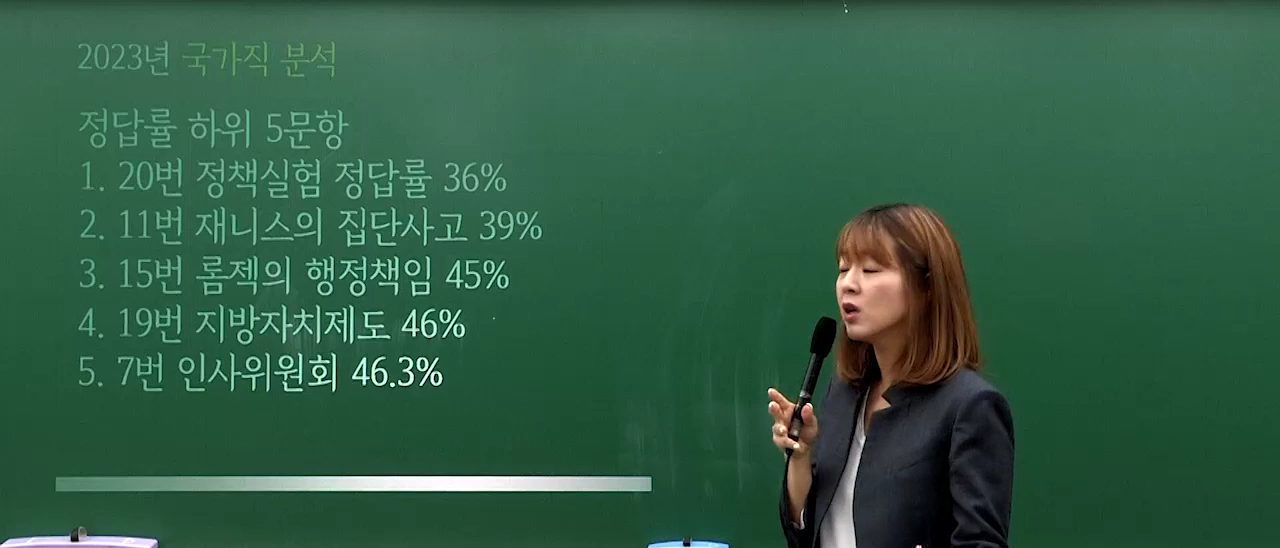 2023년 국가직 분석
정답률 하위 5문항
1. 20번 정책실험 정답률 36%
2. 11번 재니스의 집단사고 39%
3. 15번 롬젝의 행정책임 45%
4. 19번 지방자치제도 46%
5. 7번 인사위원회 46.3%